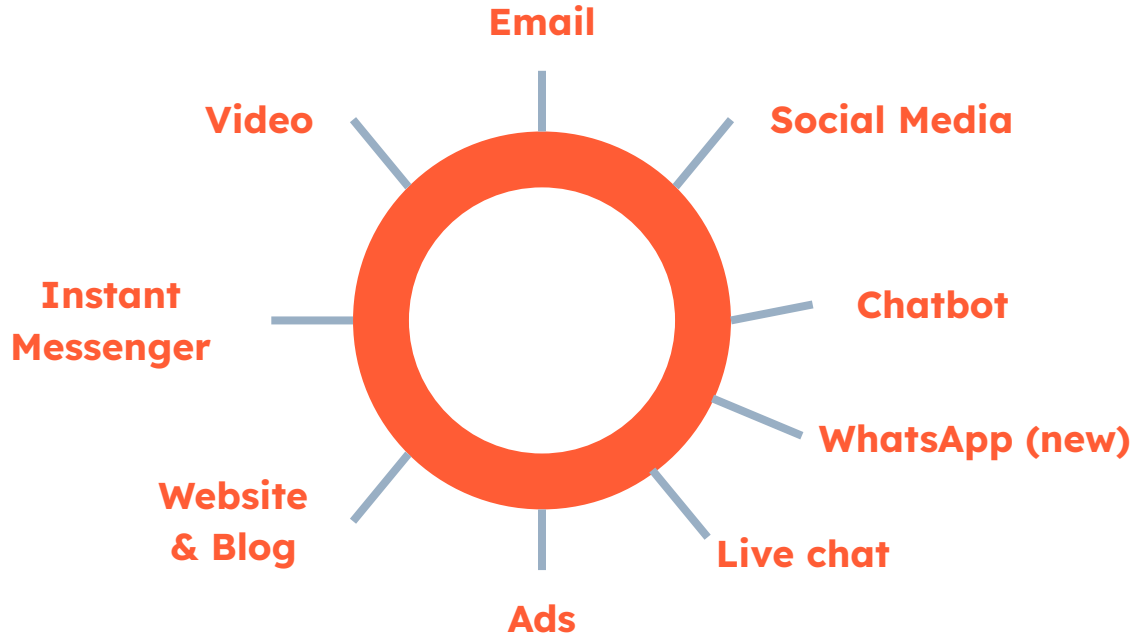 Email
Video
Social Media
Instant
Messenger
Chatbot
WhatsApp (new)
Website
& Blog
Live chat
Ads